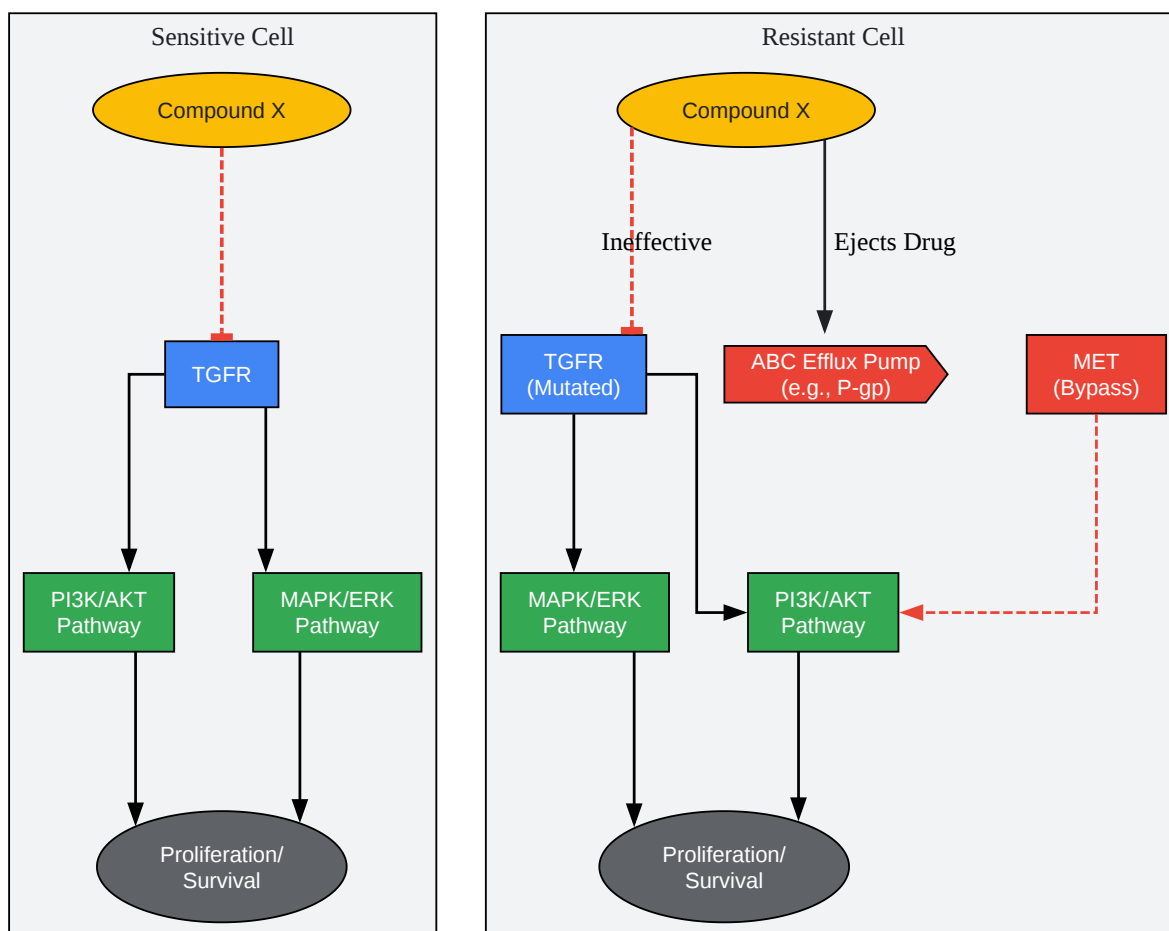 Sensitive Cell
Compound X
TGFR
PI3K/AKT
Pathway
MAPK/ERK
Pathway
Proliferation/
Survival
Resistant Cell
Compound X
Ineffective
Ejects Drug
TGFR
(Mutated)
ABC Efflux Pump
(e.g., P-gp)
MET
(Bypass)
MAPK/ERK
Pathway
PI3K/AKT
Pathway
Proliferation/
Survival